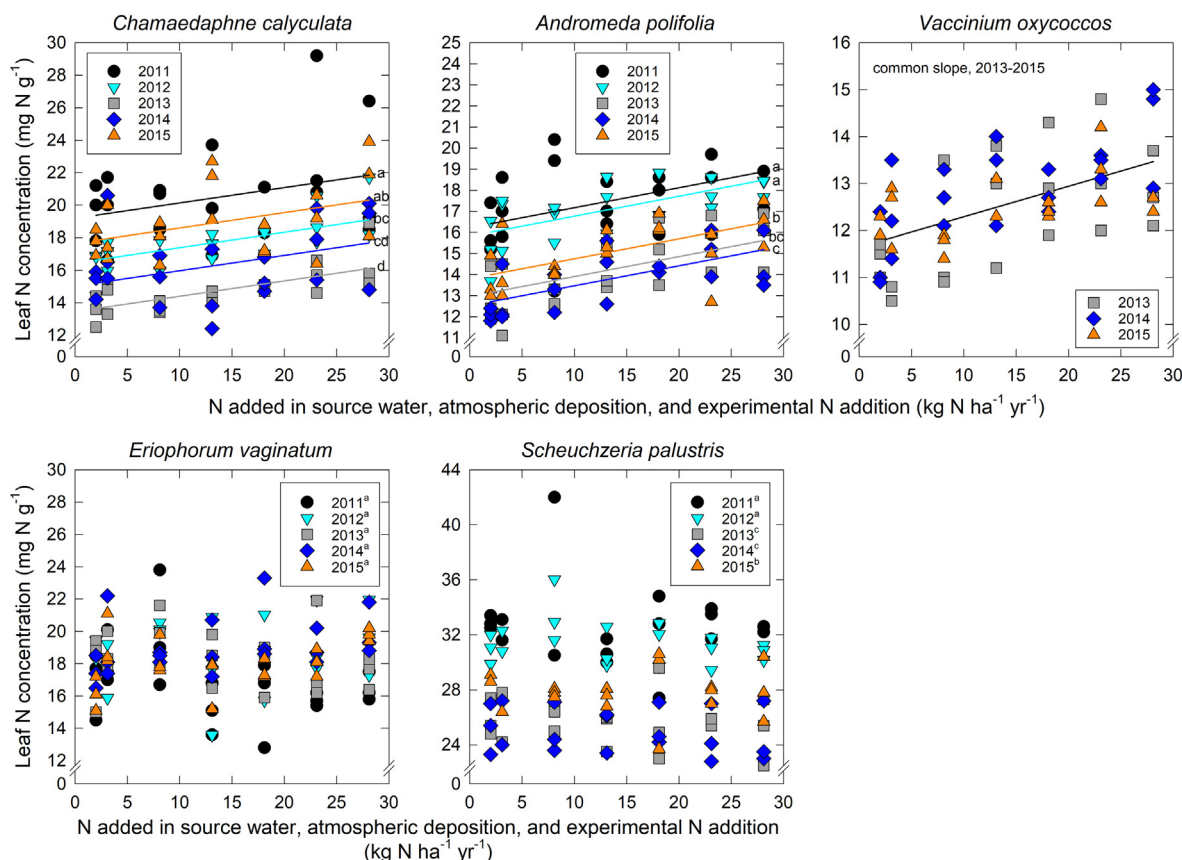 Chamaedaphne calyculata
Andromeda polifolia
Vaccinium oxycoccos
Leaf N concentration (mg N g⁻¹)
30
28
26
24
22
20
18
16
14
12
0
2011
2012
2013
2014
2015
a
ab
bc
cd
d
0 5 10 15 20 25 30
25
24
23
22
21
20
19
18
17
16
15
14
13
12
11
0
2011
2012
2013
2014
2015
a
a
b
bc
c
0 5 10 15 20 25 30
16
15
14
13
12
11
10
0
common slope, 2013-2015
2013
2014
2015
0 5 10 15 20 25 30
N added in source water, atmospheric deposition, and experimental N addition (kg N ha⁻¹ yr⁻¹)
Eriophorum vaginatum
Scheuchzeria palustris
Leaf N concentration (mg N g⁻¹)
30
28
26
24
22
20
18
16
14
12
0
2011ᵃ
2012ᵃ
2013ᵃ
2014ᵃ
2015ᵃ
0 5 10 15 20 25 30
44
40
36
32
28
24
0
2011ᵃ
2012ᵃ
2013ᶜ
2014ᶜ
2015ᵇ
0 5 10 15 20 25 30
N added in source water, atmospheric deposition, and experimental N addition
(kg N ha⁻¹ yr⁻¹)